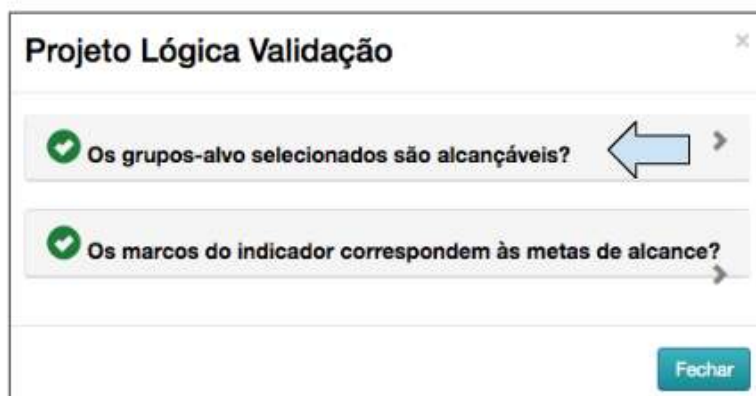 Projeto Lógica Validação
Os grupos-alvo selecionados são alcançáveis?
Os marcos do indicador correspondem às metas de alcance?
Fechar